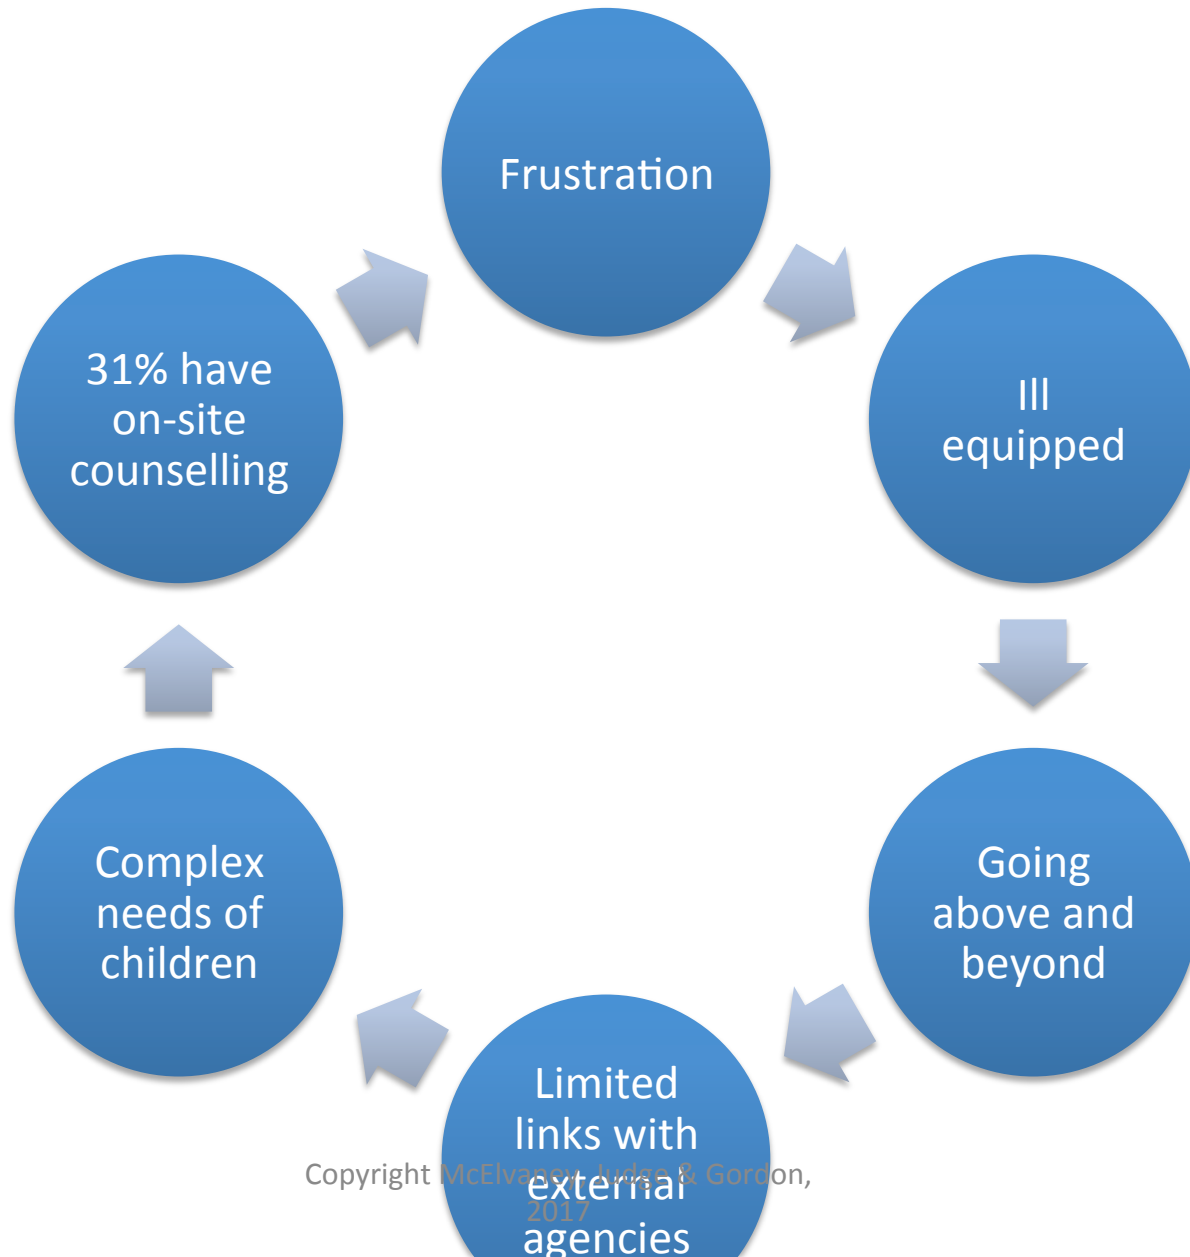 Frustration
Ill
equipped
Going
above and
beyond
Limited
links with
external
agencies
Complex
needs of
children
31% have
on-site
counselling
Copyright McElvaney, Judge & Gordon,
2017